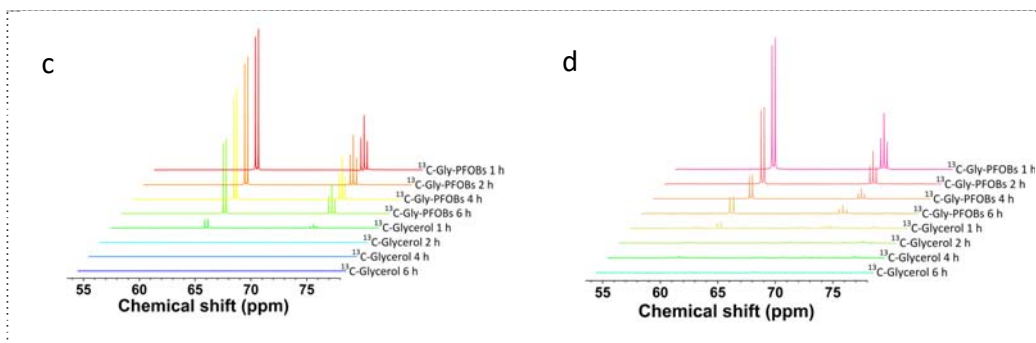 c
¹³C-Gly-PFOBs 1 h
¹³C-Gly-PFOBs 2 h
¹³C-Gly-PFOBs 4 h
¹³C-Gly-PFOBs 6 h
¹³C-Glycerol 1 h
¹³C-Glycerol 2 h
¹³C-Glycerol 4 h
¹³C-Glycerol 6 h
55 60 65 70 75
Chemical shift (ppm)
d
¹³C-Gly-PFOBs 1 h
¹³C-Gly-PFOBs 2 h
¹³C-Gly-PFOBs 4 h
¹³C-Gly-PFOBs 6 h
¹³C-Glycerol 1 h
¹³C-Glycerol 2 h
¹³C-Glycerol 4 h
¹³C-Glycerol 6 h
55 60 65 70 75
Chemical shift (ppm)